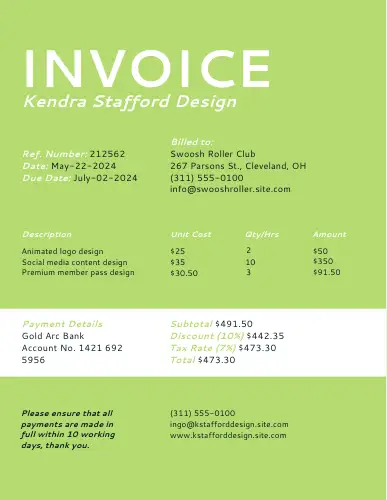 INVOICE
Kendra Stafford Design
Ref. Number: 212562
Date: May-22-2024
Due Date: July-02-2024
Billed to:
Swoosh Roller Club
267 Parsons St., Cleveland, OH
(311) 555-0100
info@swooshroller.site.com
Description Unit Cost Qty/Hrs Amount
Animated logo design $25 2 $50
Social media content design $35 10 $350
Premium member pass design $30.50 3 $91.50
Payment Details
Gold Arc Bank
Account No. 1421 692
5956
Subtotal $491.50
Discount (10%) $442.35
Tax Rate (7%) $473.30
Total $473.30
Please ensure that all
payments are made in
full within 10 working
days, thank you.
(311) 555-0100
ingo@kstafforddesign.site.com
www.kstafforddesign.site.com